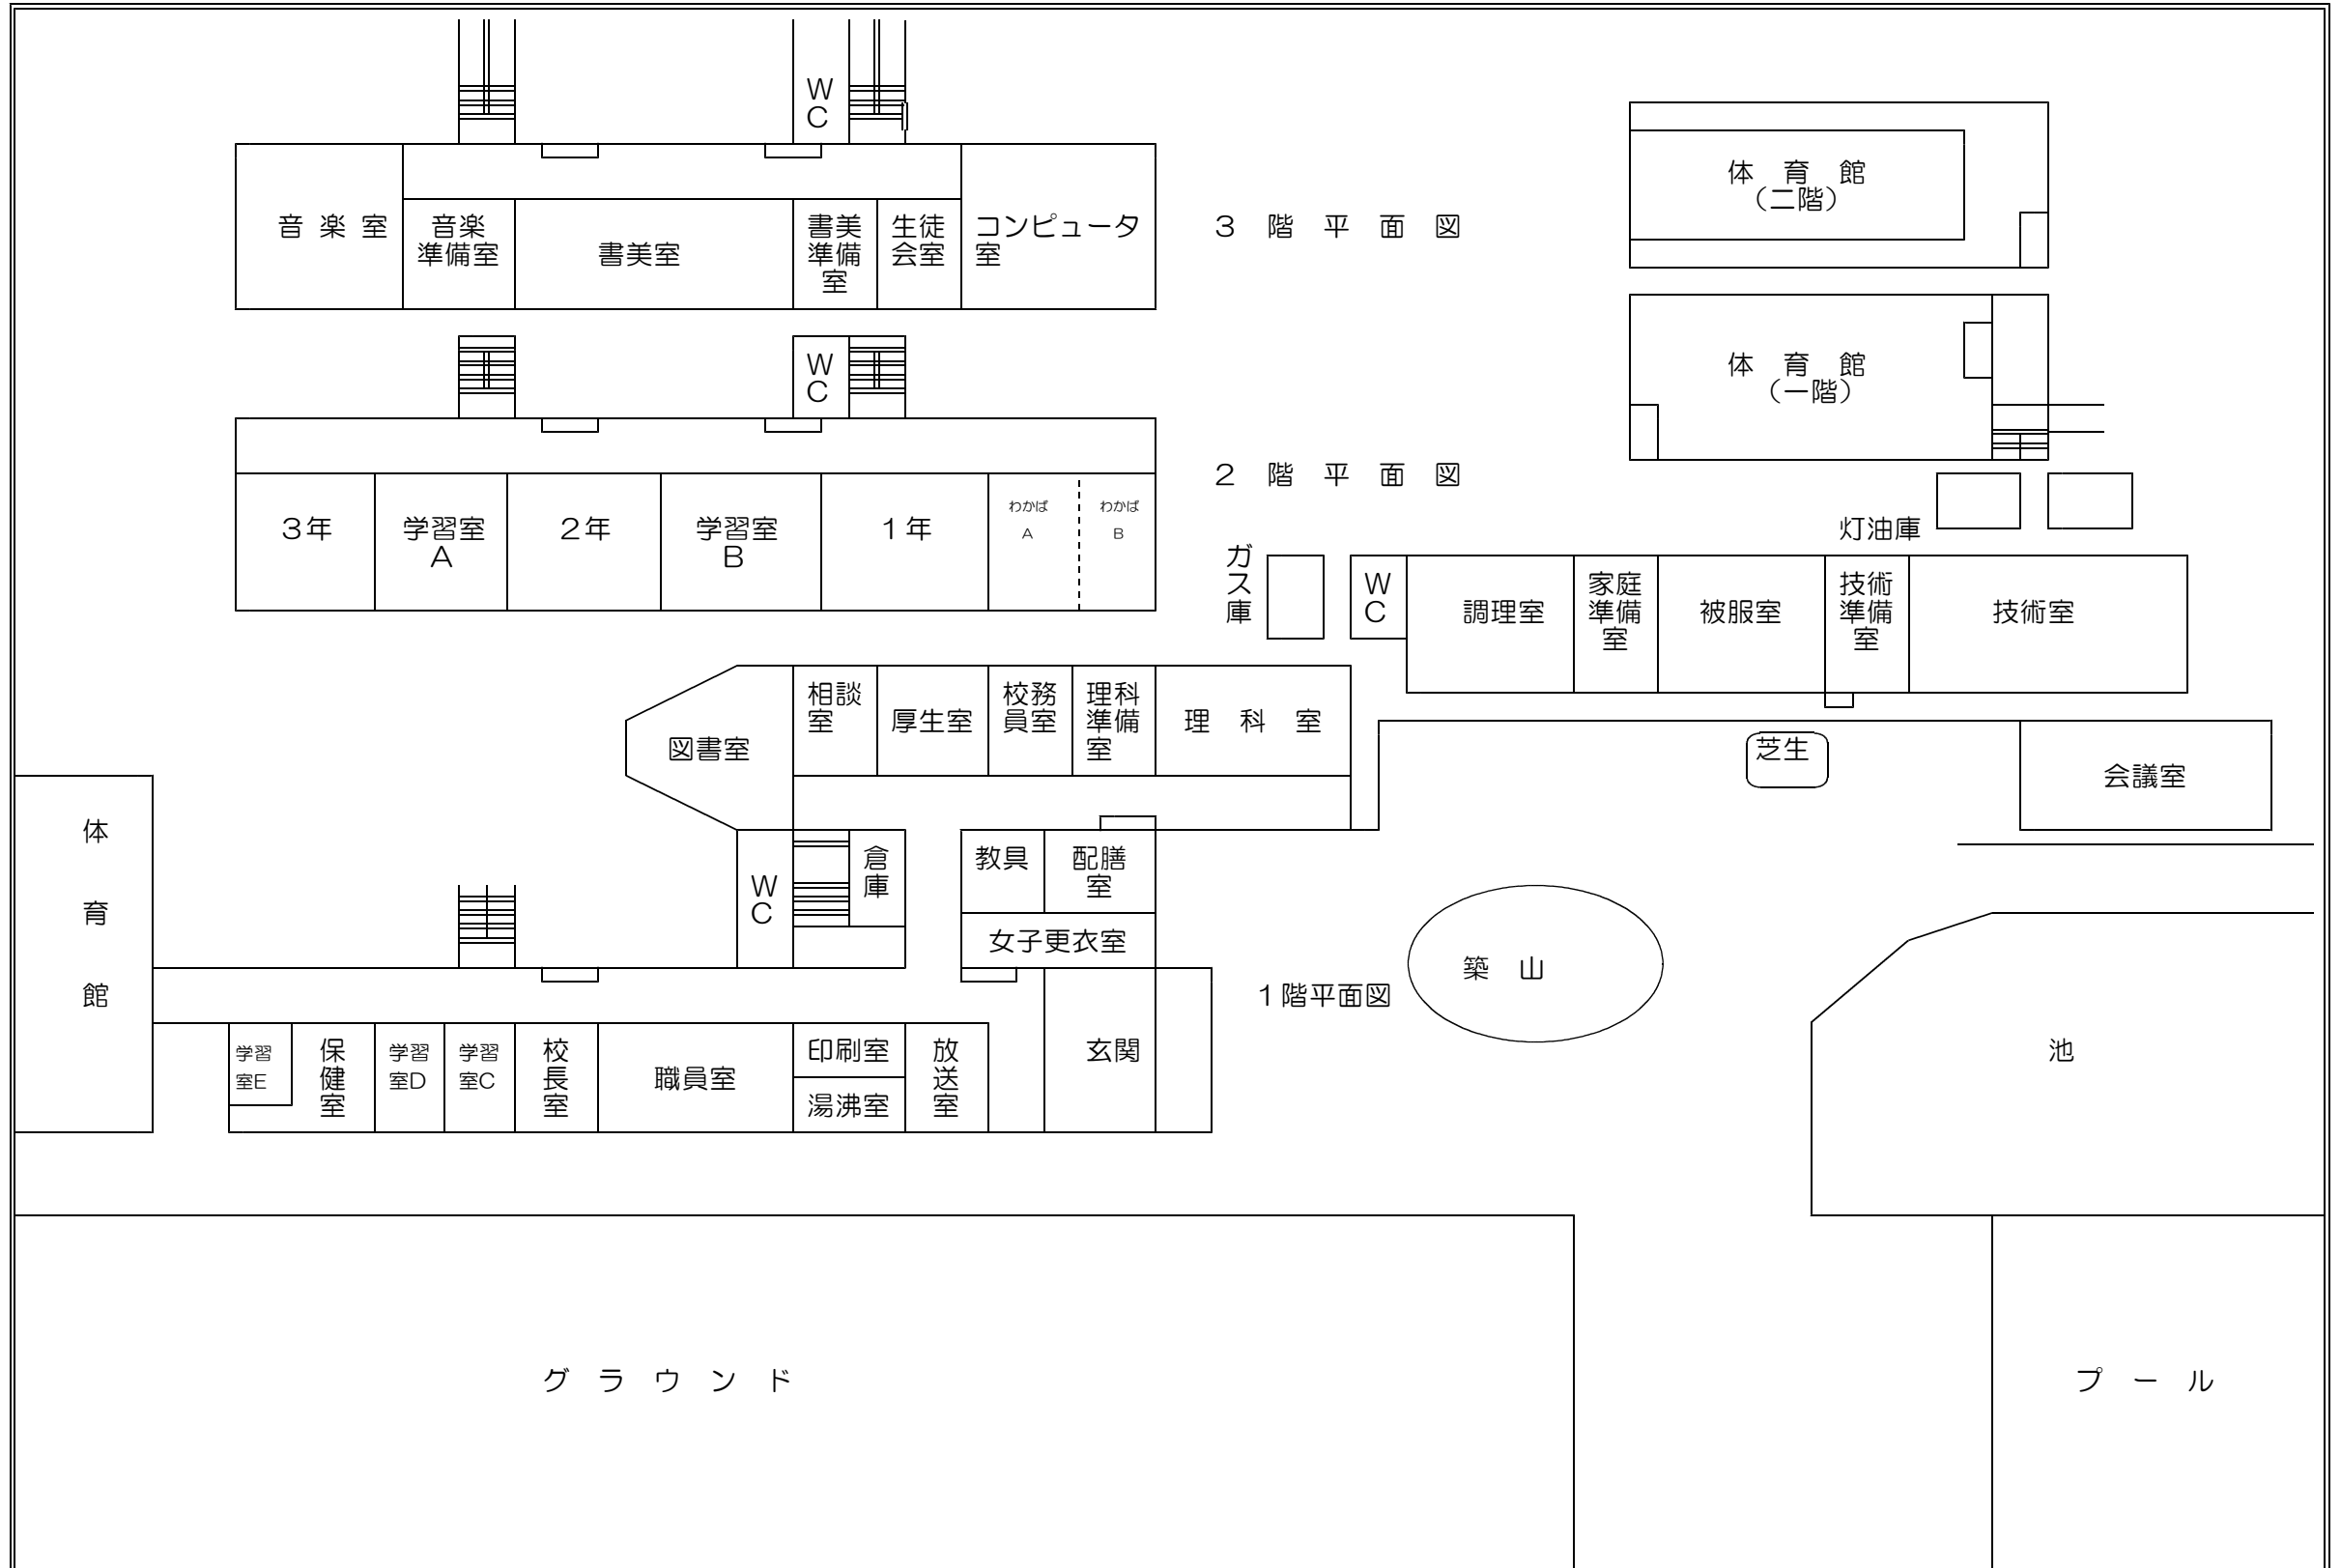 WC
体　育　館
（二階）
音 楽 室
音楽
準備室
書美室
書美
準備
室
生徒
会室
コンピュータ
室
３　階　平　面　図
WC
体　育　館
（一階）
２　階　平　面　図
３年
学習室
A
２年
学習室
B
１年
わかば
A
わかば
B
灯油庫
ガス庫
WC
調理室
家庭
準備
室
被服室
技術
準備
室
技術室
図書室
相談
室
厚生室
校務
員室
理科
準備
室
理　科　室
芝生
会議室
体育館
WC
倉庫
教具
配膳
室
女子更衣室
築　山
１階平面図
学習
室E
保健室
学習
室D
学習
室C
校長室
職員室
印刷室
湯沸室
放送室
玄関
池
グ　ラ　ウ　ン　ド
プ　ー　ル